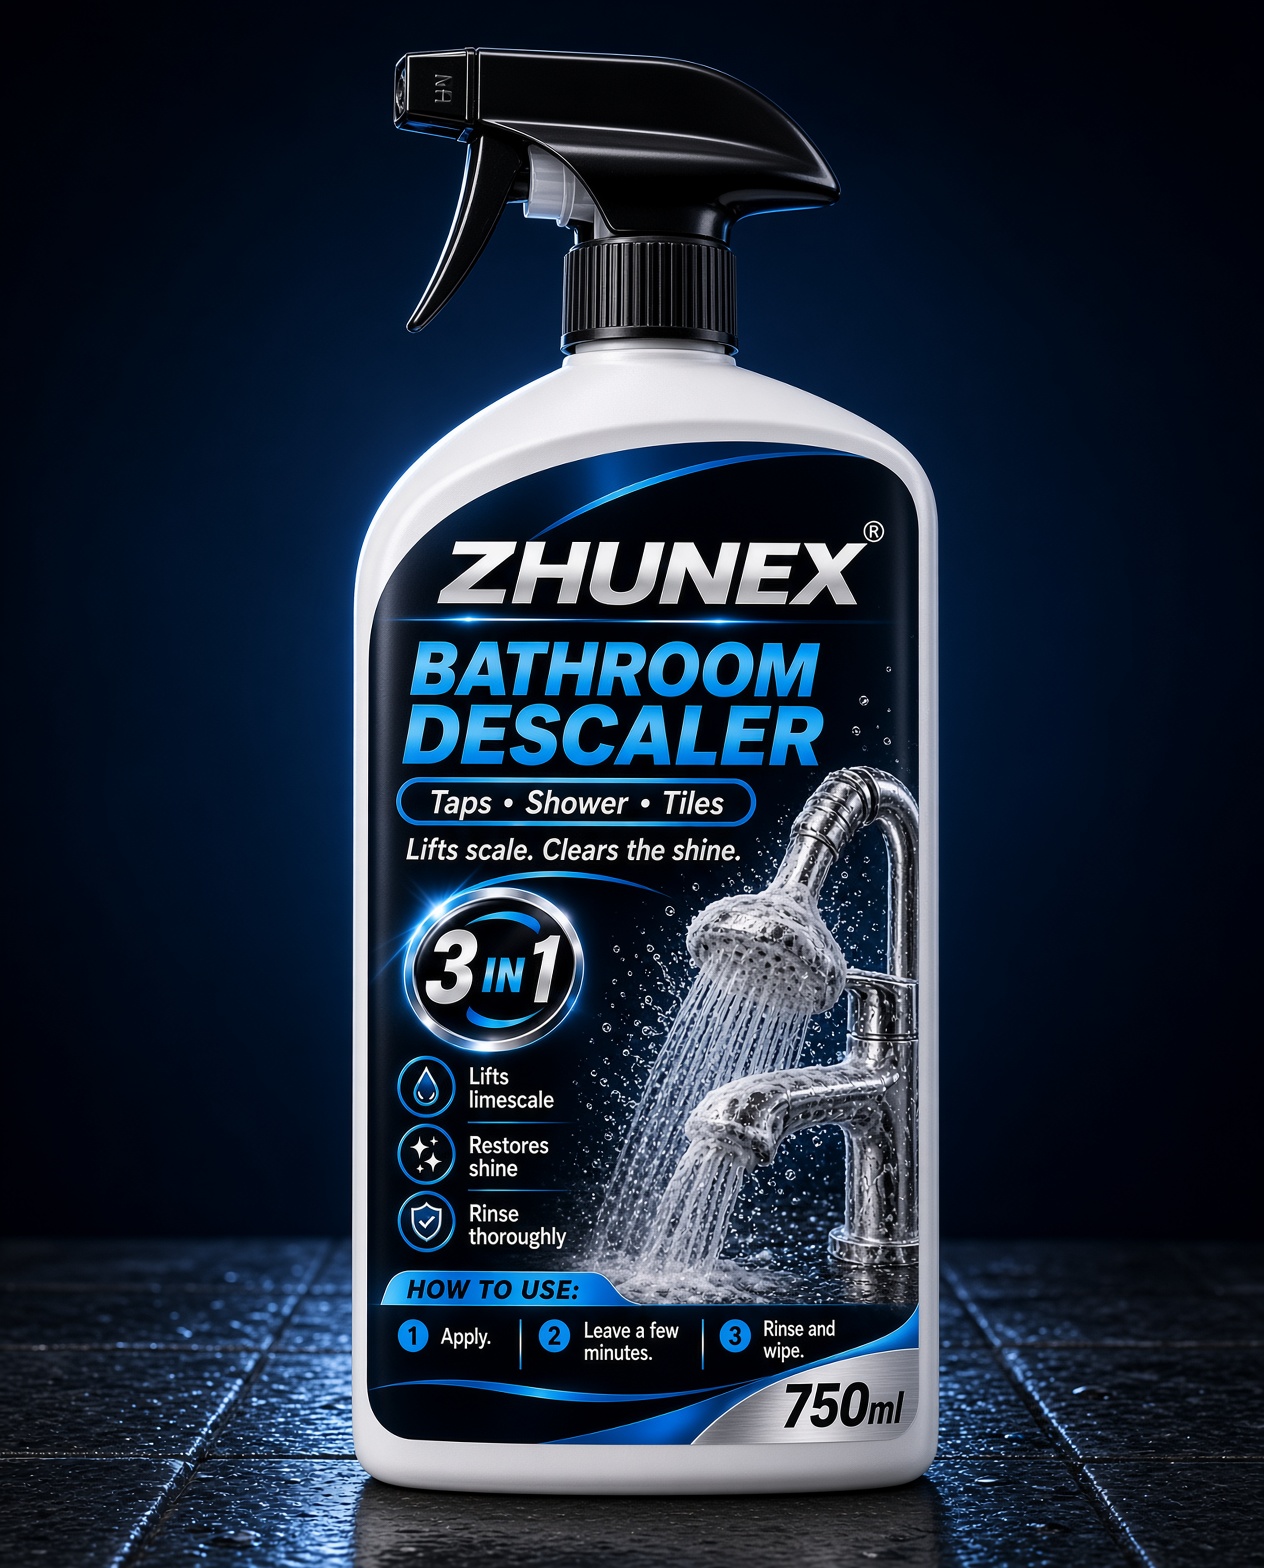 ZHUNEX®
BATHROOM
DESCALER
Taps • Shower • Tiles
Lifts scale. Clears the shine.
3 IN 1
Lifts
limescale
Restores
shine
Rinse
thoroughly
HOW TO USE:
1 Apply.
2 Leave a few
minutes.
3 Rinse and
wipe.
750ml